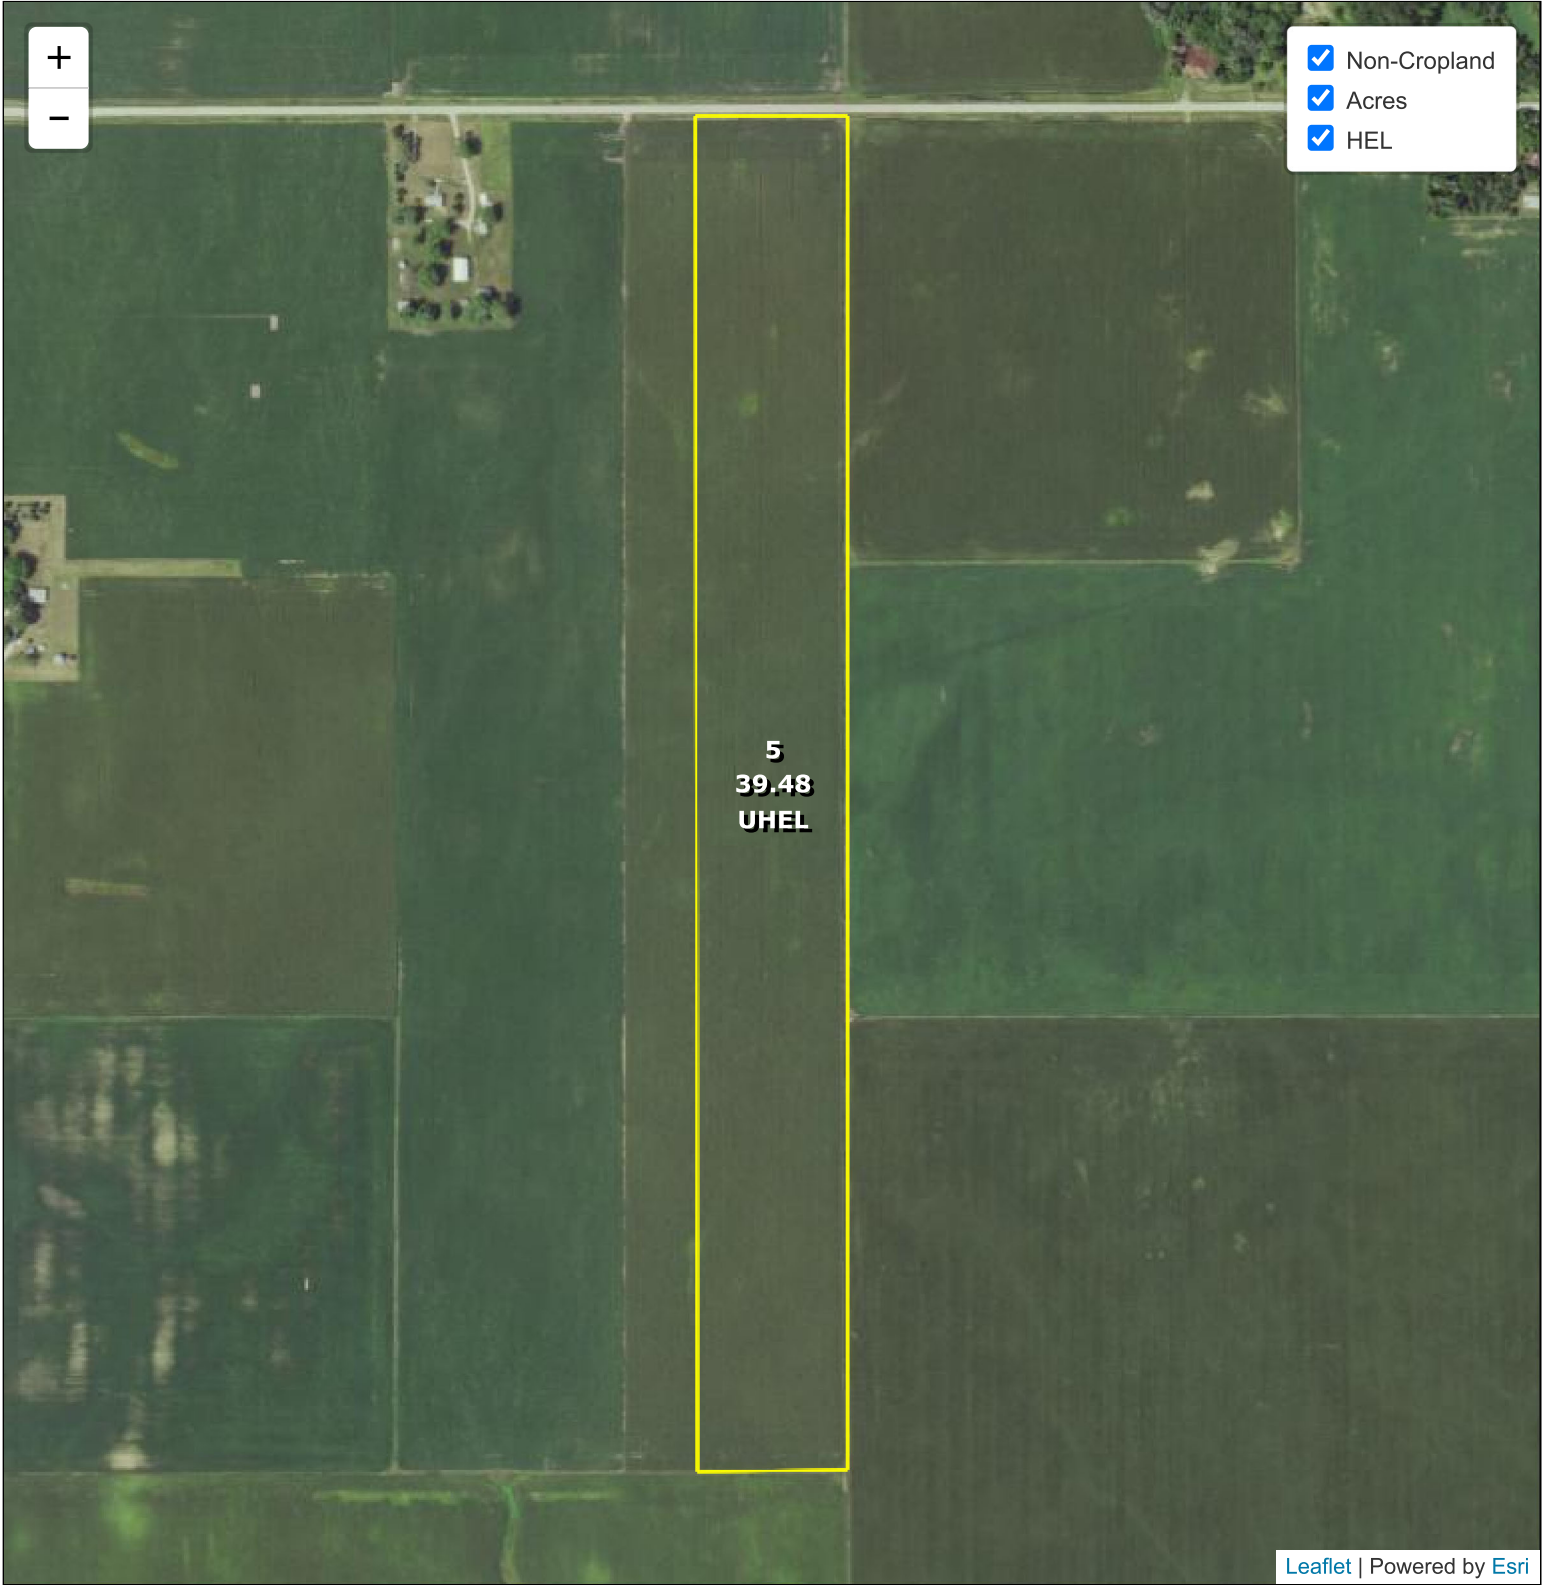 +
−
Non-Cropland
Acres
HEL
5
39.48
UHEL
Leaflet | Powered by Esri